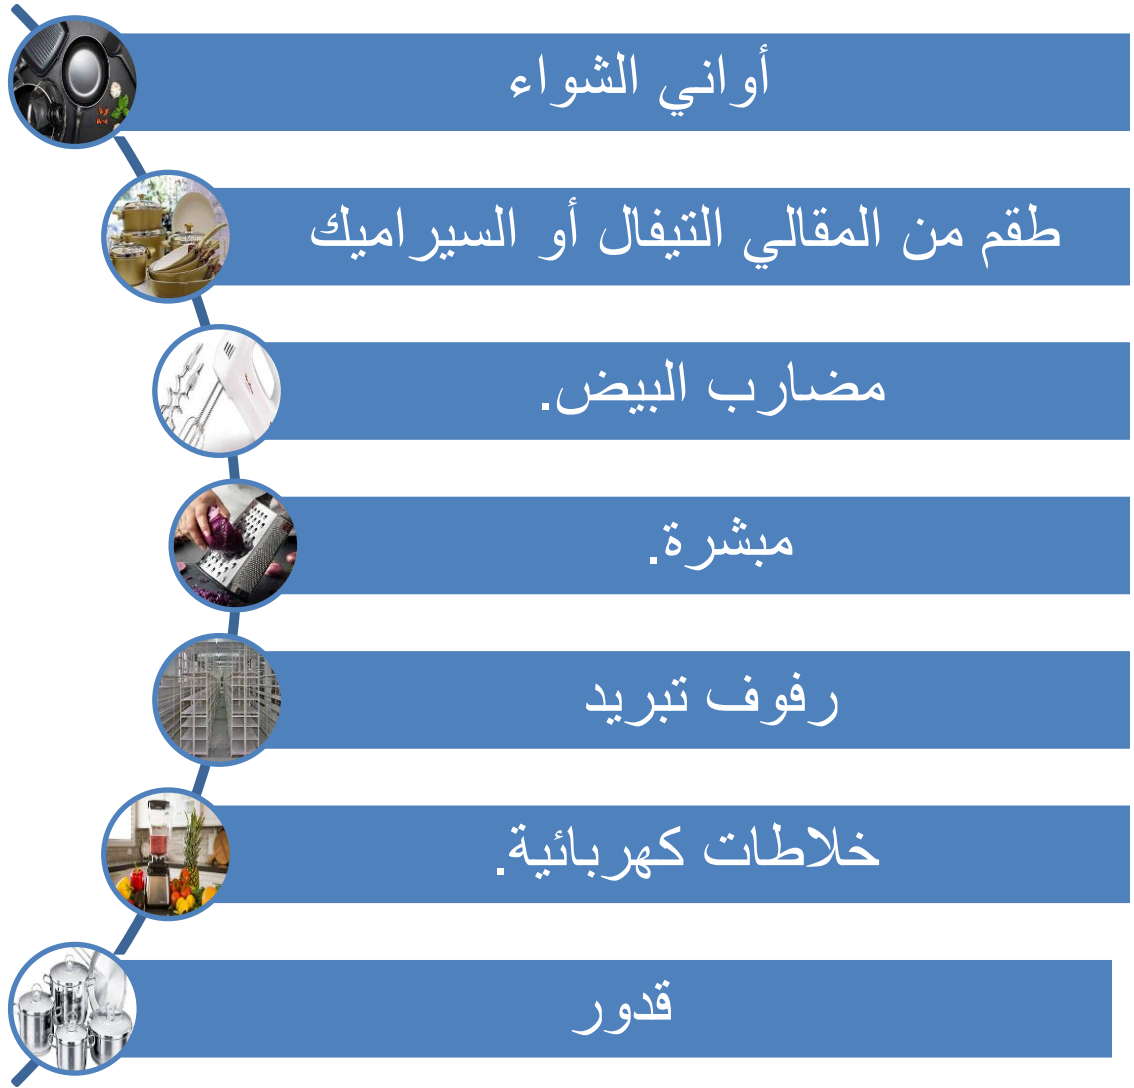 أواني الشواء
طقم من المقالي التيفال أو السيراميك
مضارب البيض.
مبشرة.
رفوف تبريد
خلاطات كهربائية.
قدور